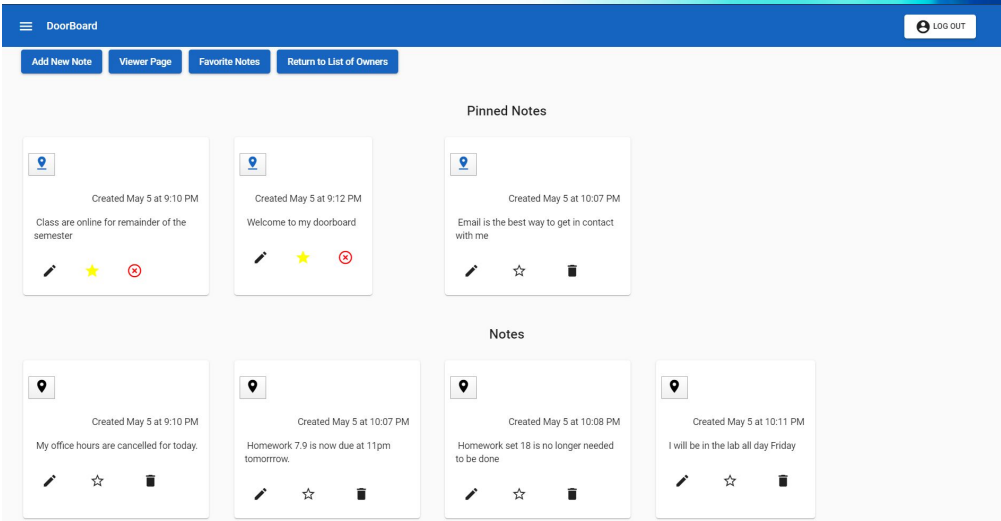 DoorBoard
LOG OUT
Add New Note
Viewer Page
Favorite Notes
Return to List of Owners
Pinned Notes
Created May 5 at 9:10 PM
Class are online for remainder of the
semester
Created May 5 at 9:12 PM
Welcome to my doorboard
Created May 5 at 10:07 PM
Email is the best way to get in contact
with me
Notes
Created May 5 at 9:10 PM
My office hours are cancelled for today.
Created May 5 at 10:07 PM
Homework 7.9 is now due at 11pm
tomorrrow.
Created May 5 at 10:08 PM
Homework set 18 is no longer needed
to be done
Created May 5 at 10:11 PM
I will be in the lab all day Friday